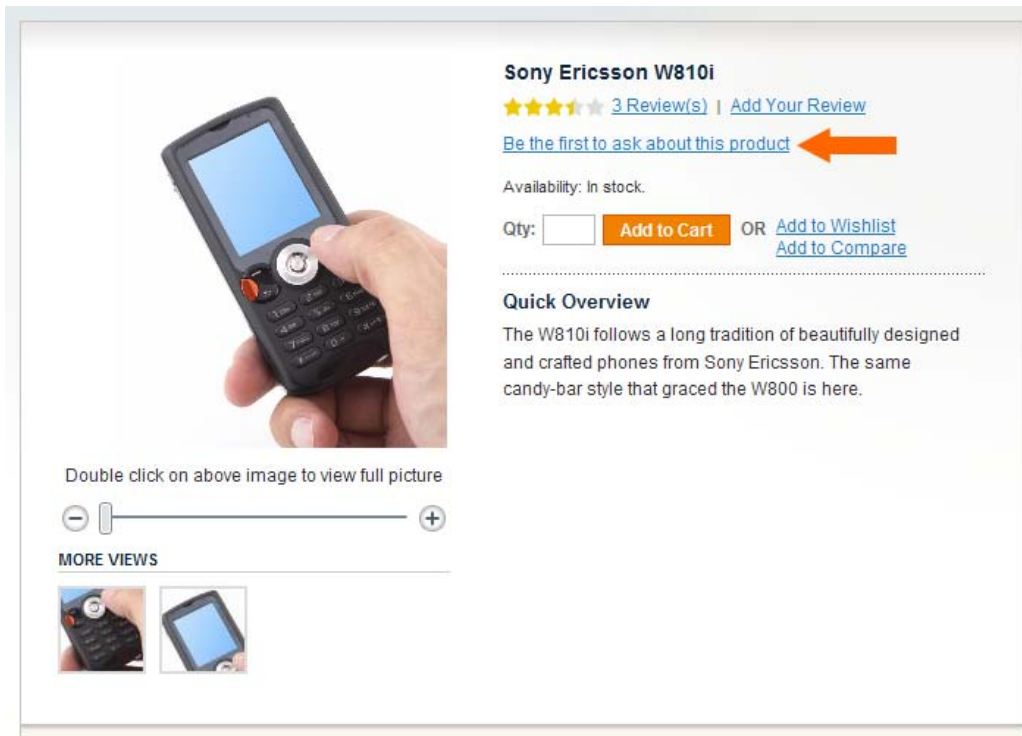 Sony Ericsson W810i
3 Review(s) | Add Your Review
Be the first to ask about this product
Availability: In stock.
Qty: Add to Cart OR Add to Wishlist
Add to Compare
Quick Overview
The W810i follows a long tradition of beautifully designed
and crafted phones from Sony Ericsson. The same
candy-bar style that graced the W800 is here.
Double click on above image to view full picture
MORE VIEWS